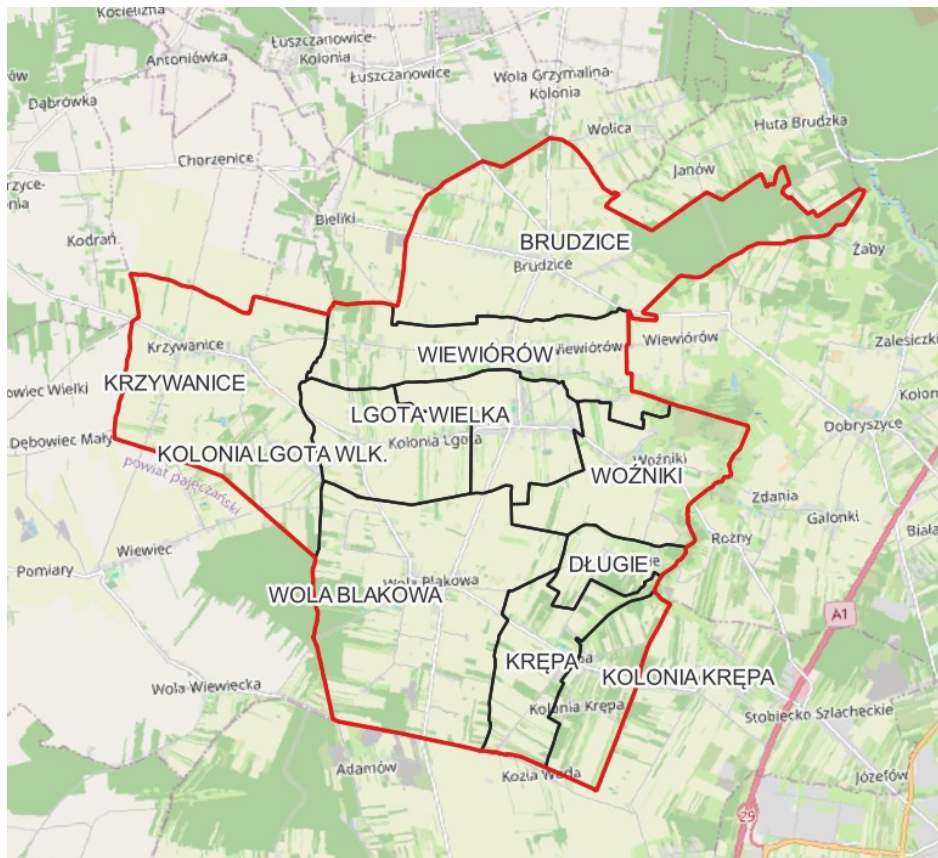 Kocielizna
Antoniówka
Łuszczanowice-
Kolonia
Łuszczanowice
Wola Grzymalina-
Kolonia
Dąbrówka
Wolica
Huta Brudzka
Chorzenice
Janów
Bieliki
Kodrań
BRUDZICE
Brudzice
Żaby
Krzywanice
WIEWIÓRÓW
Wiewiórów
Zalesiczki
KRZYWANICE
owiec Wielki
LGOTA WIELKA
Kolonia Lgota
Dębowiec Mały
Dobryszyce
KOLONIA LGOTA WLK.
powiat pajęczański
Woźniki
WOŹNIKI
Zdania
Galonki
Wiewiec
Rożny
Biała
Pomiary
DŁUGIE
Wola Blakowa
WOLA BLAKOWA
A1
KRĘPA
KOLONIA KRĘPA
Wola Wiewiecka
Kolonia Krępa
Stobiecko Szlacheckie
Adamów
Kozia Woda
Józefów
29